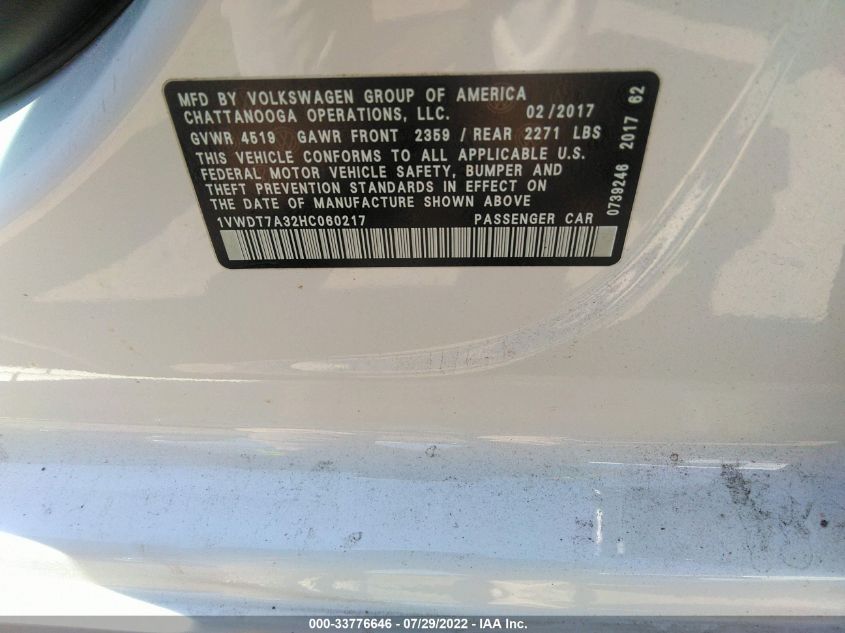 MFD BY VOLKSWAGEN GROUP OF AMERICA
CHATTANOOGA OPERATIONS, LLC. 02/2017
GVWR 4519 GAWR FRONT 2359 / REAR 2271 LBS
THIS VEHICLE CONFORMS TO ALL APPLICABLE U.S.
FEDERAL MOTOR VEHICLE SAFETY, BUMPER AND
THEFT PREVENTION STANDARDS IN EFFECT ON
THE DATE OF MANUFACTURE SHOWN ABOVE
1VWDT7A32HC060217 PASSENGER CAR
0739246 2017 62
000-33776646 - 07/29/2022 - IAA Inc.